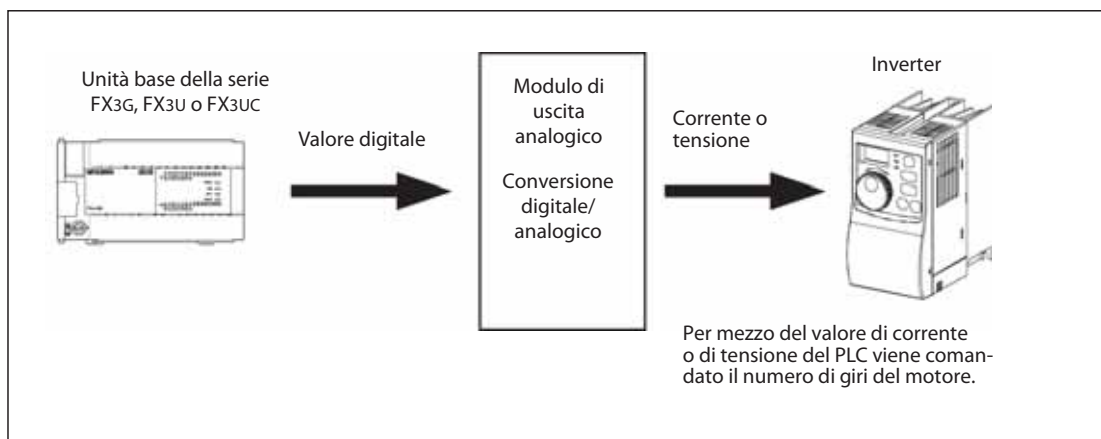 Unità base della serie
FX3G, FX3U o FX3UC
Valore digitale
Modulo di
uscita
analogico
Conversione
digitale/
analogico
Corrente o
tensione
Inverter
Per mezzo del valore di corrente
o di tensione del PLC viene coman-
dato il numero di giri del motore.